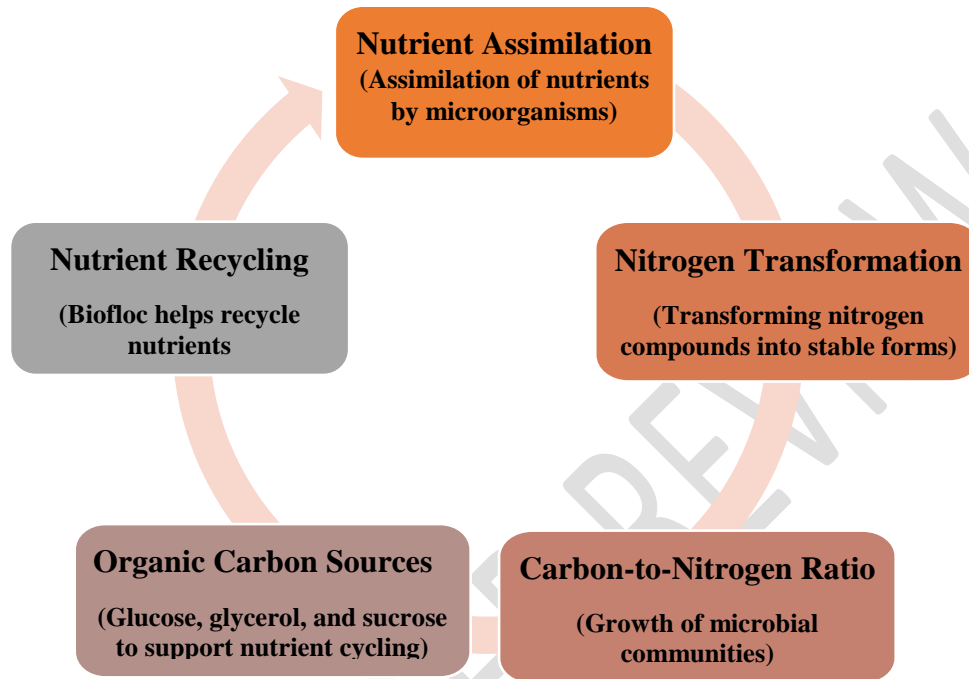 Nutrient Assimilation
(Assimilation of nutrients
by microorganisms)
Nutrient Recycling
(Biofloc helps recycle
nutrients
Nitrogen Transformation
(Transforming nitrogen
compounds into stable forms)
Organic Carbon Sources
(Glucose, glycerol, and sucrose
to support nutrient cycling)
Carbon-to-Nitrogen Ratio
(Growth of microbial
communities)
REVIEW